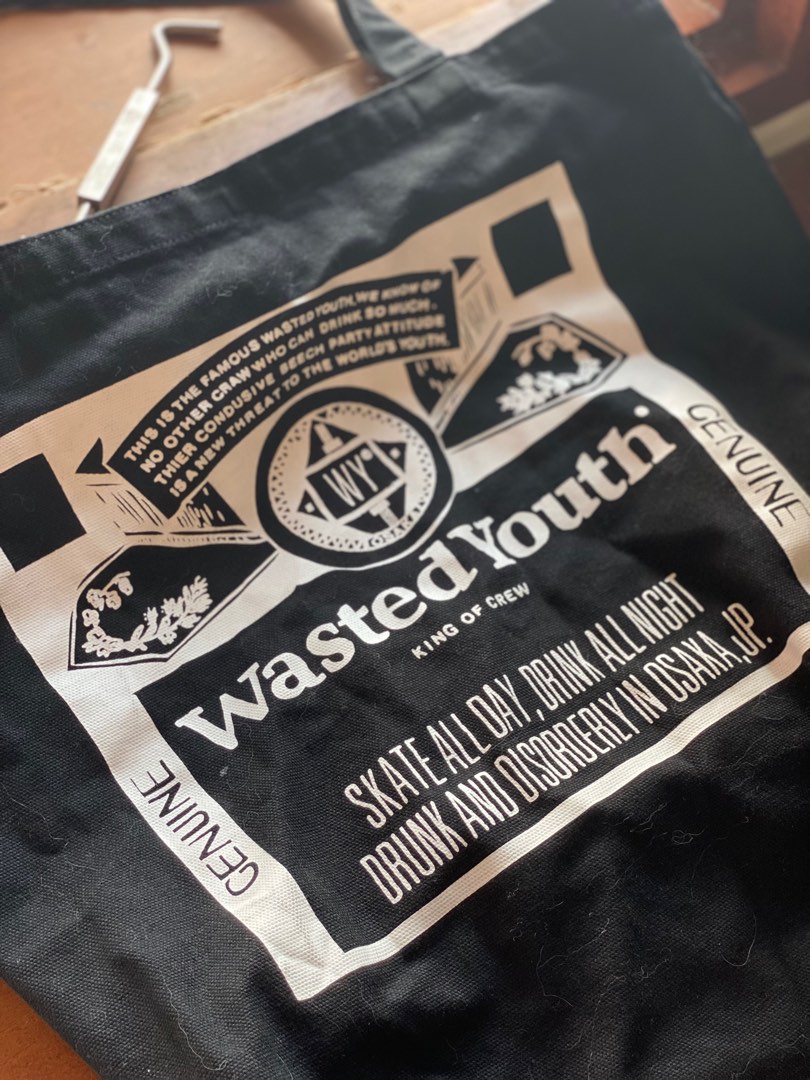 THIS IS THE FAMOUS WASTED YOUTH. WE KNOW OF
NO OTHER CRAW WHO CAN DRINK SO MUCH.
THIER CONDUSIVE BEECH PARTY ATTITUDE
IS A NEW THREAT TO THE WORLD'S YOUTH.
WY
OSAKA
Wasted Youth
KING OF CREW
SKATE ALL DAY, DRINK ALL NIGHT
DRUNK AND DISORDERLY IN OSAKA, JP.
GENUINE
GENUINE